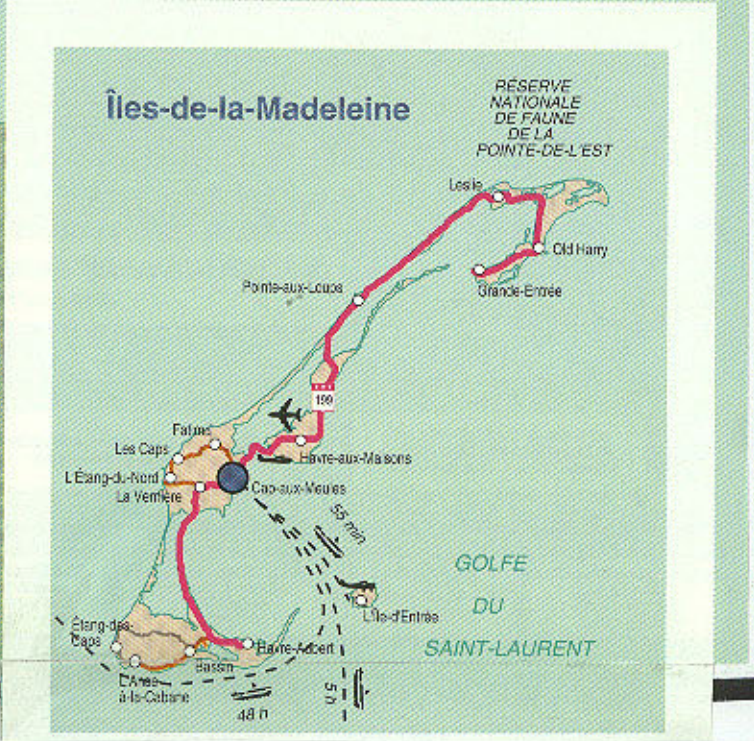 Îles-de-la-Madeleine
RÉSERVE
NATIONALE
DE FAUNE
DE LA
POINTE-DE-L'EST
Leslie
Old Harry
Pointe-aux-Loups
Grande-Entrée
199
Fatima
Les Caps
Havre-aux-Maisons
L'Étang-du-Nord
Cap-aux-Meules
La Vernière
55 min
GOLFE
DU
SAINT-LAURENT
L'Île-d'Entrée
Étang-des-
Caps
Havre-Aubert
Bassin
L'Anse-
à-la-Cabane
48 h
5 h